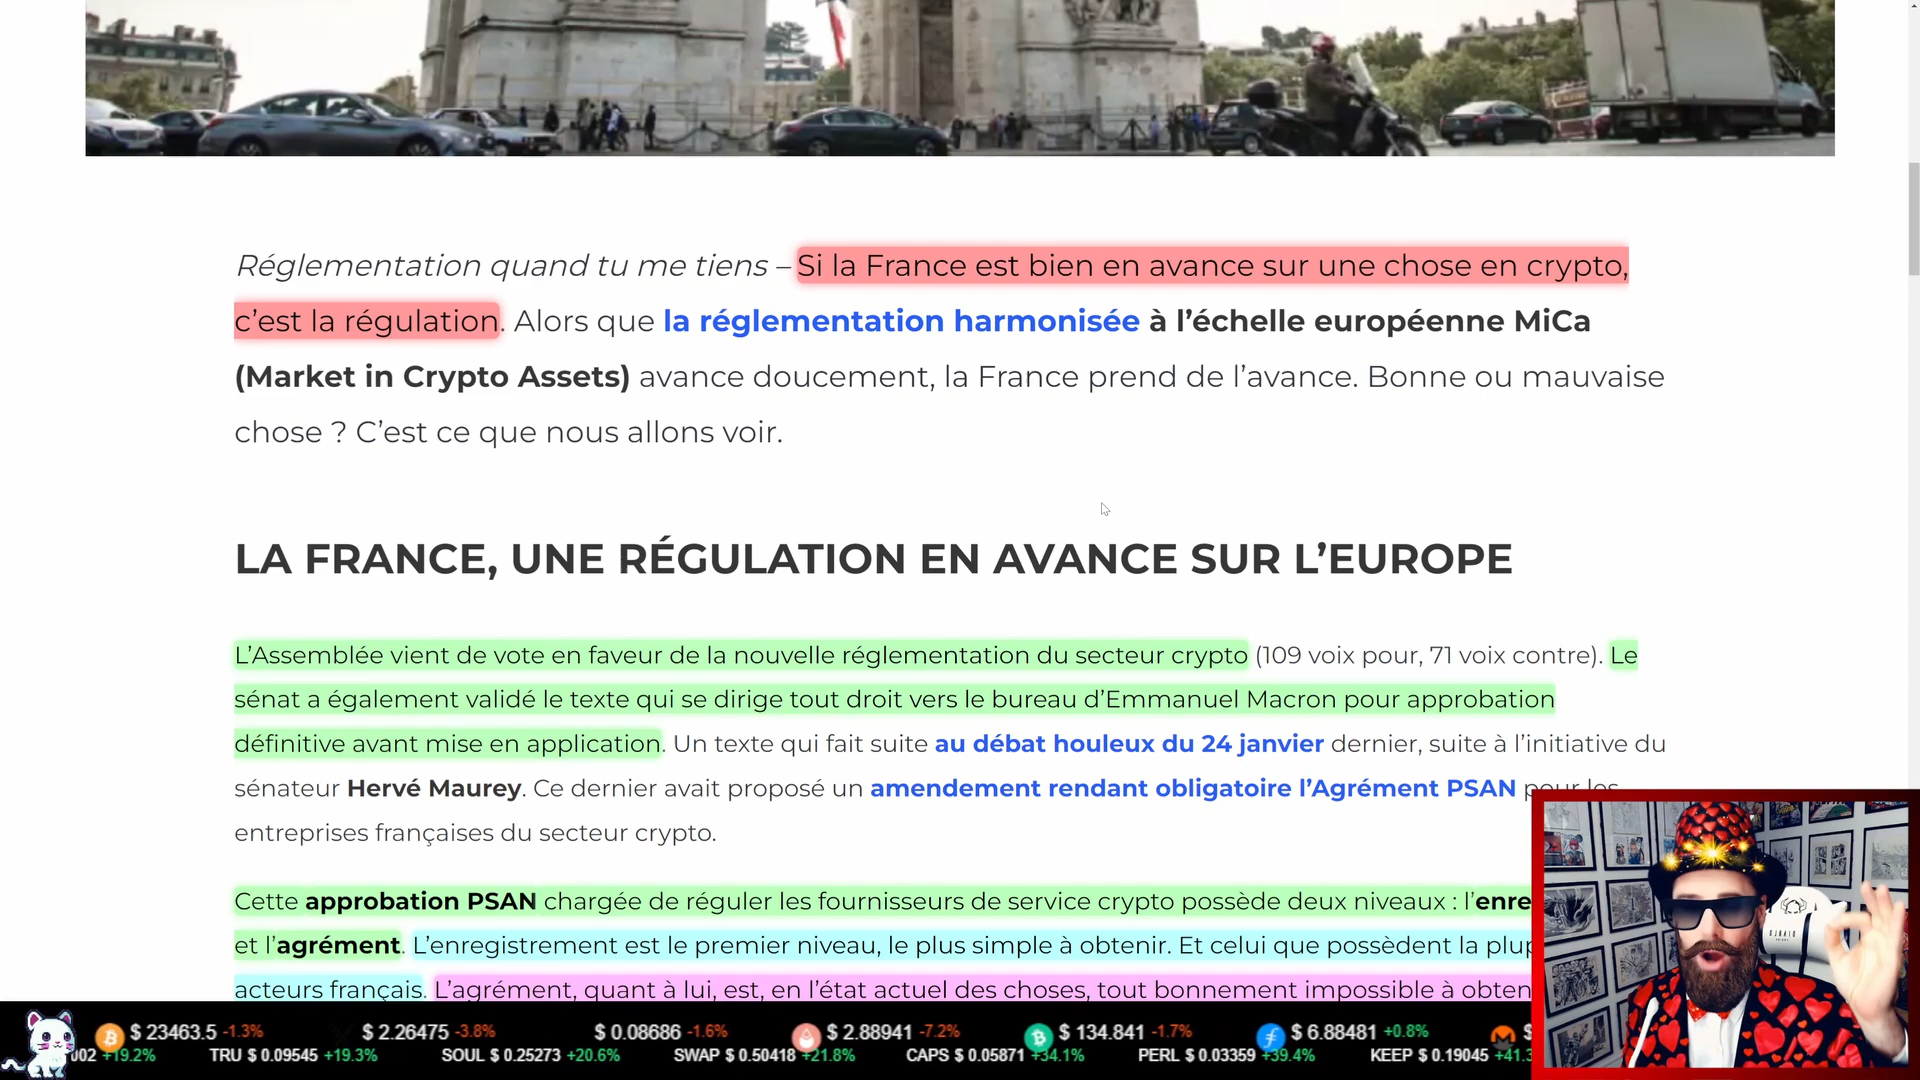 Réglementation quand tu me tiens – Si la France est bien en avance sur une chose en crypto,
c’est la régulation. Alors que la réglementation harmonisée à l’échelle européenne MiCa
(Market in Crypto Assets) avance doucement, la France prend de l’avance. Bonne ou mauvaise
chose ? C’est ce que nous allons voir.
LA FRANCE, UNE RÉGULATION EN AVANCE SUR L’EUROPE
L’Assemblée vient de vote en faveur de la nouvelle réglementation du secteur crypto (109 voix pour, 71 voix contre). Le
sénat a également validé le texte qui se dirige tout droit vers le bureau d’Emmanuel Macron pour approbation
définitive avant mise en application. Un texte qui fait suite au débat houleux du 24 janvier dernier, suite à l’initiative du
sénateur Hervé Maurey. Ce dernier avait proposé un amendement rendant obligatoire l’Agrément PSAN pour les
entreprises françaises du secteur crypto.
Cette approbation PSAN chargée de réguler les fournisseurs de service crypto possède deux niveaux : l’enre
et l’agrément. L’enregistrement est le premier niveau, le plus simple à obtenir. Et celui que possèdent la plup
acteurs français. L’agrément, quant à lui, est, en l’état actuel des choses, tout bonnement impossible à obten
$ 23463.5 -1.3% $ 2.26475 -3.8% $ 0.08686 -1.6% $ 2.88941 -7.2% $ 134.841 -1.7% $ 6.88481 +0.8% $
002 +19.2% TRU $ 0.09545 +19.3% SOUL $ 0.25273 +20.6% SWAP $ 0.50418 +21.8% CAPS $ 0.05871 +34.1% PERL $ 0.03359 +39.4% KEEP $ 0.19045 +41.3